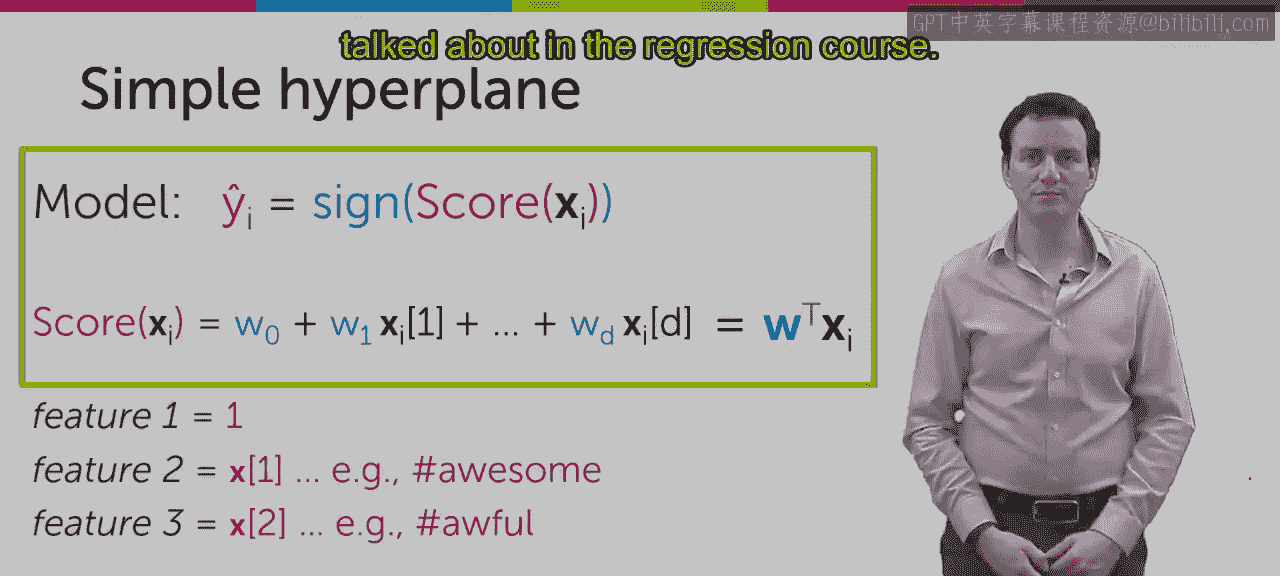 GPT中英字幕课程资源@bilibili.com
talked about in the regression course.
Simple hyperplane
Model: ŷᵢ = sign(Score(xᵢ))
Score(xᵢ) = w₀ + w₁ xᵢ[1] + ... + w_d xᵢ[d] = wᵀxᵢ
feature 1 = 1
feature 2 = x[1] ... e.g., #awesome
feature 3 = x[2] ... e.g., #awful